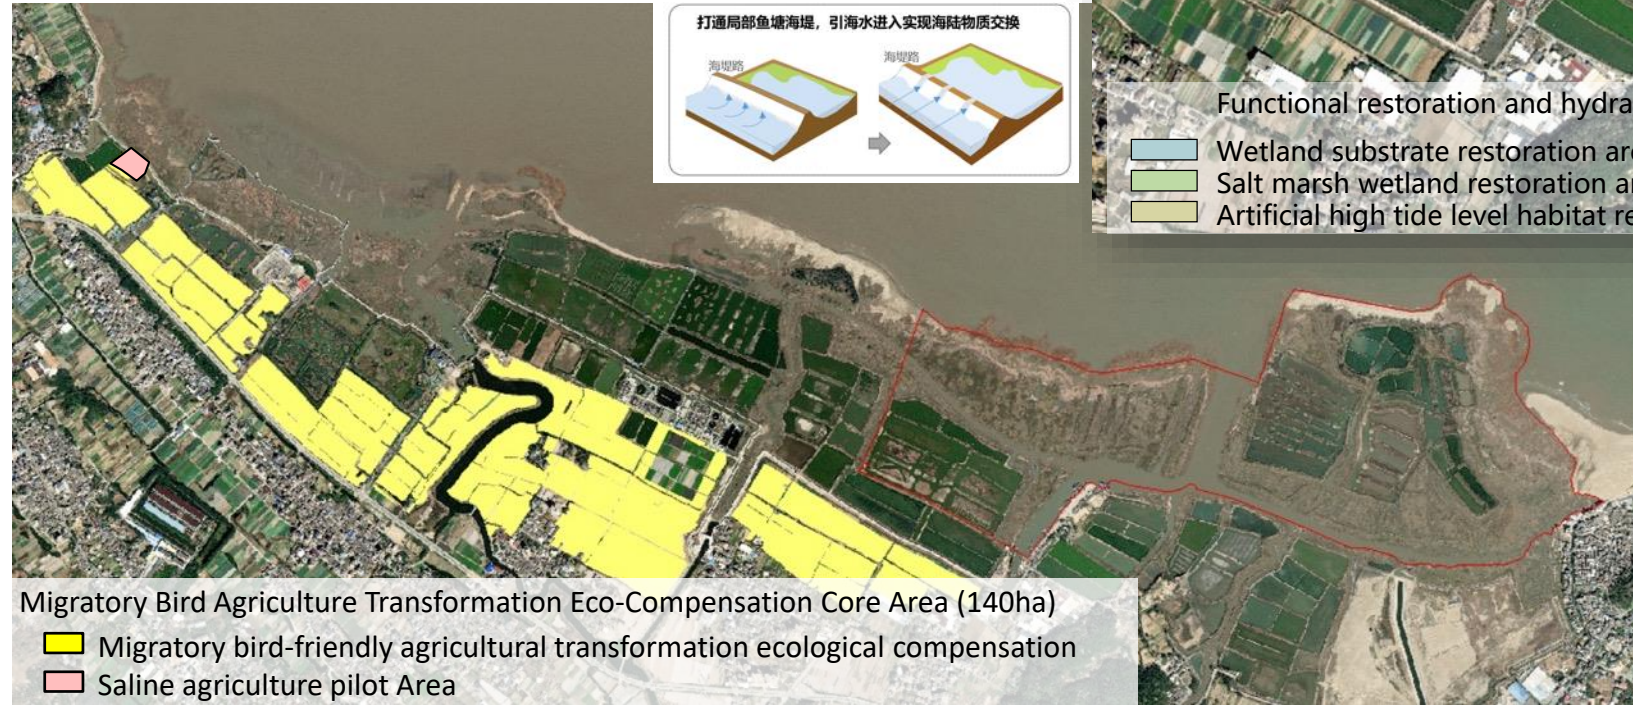 打通局部鱼塘海堤，引海水进入实现海陆物质交换
海堤路
海堤路
Functional restoration and hydra
Wetland substrate restoration are
Salt marsh wetland restoration a
Artificial high tide level habitat re
Migratory Bird Agriculture Transformation Eco-Compensation Core Area (140ha)
Migratory bird-friendly agricultural transformation ecological compensation
Saline agriculture pilot Area